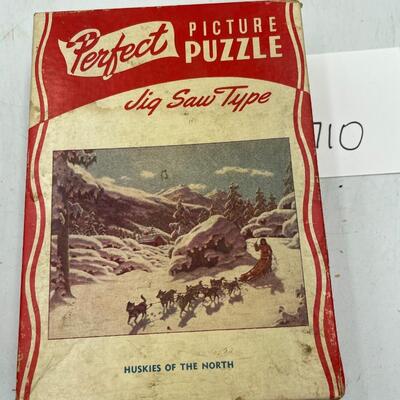 Perfect PICTURE
PUZZLE
Jig Saw Type
710
HUSKIES OF THE NORTH